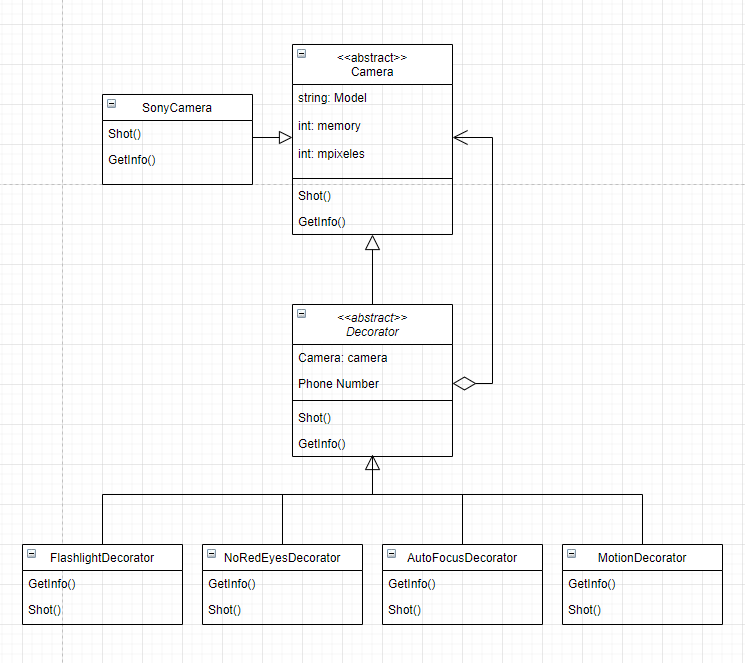 <<abstract>>
Camera
string: Model
int: memory
int: mpixeles
Shot()
GetInfo()
SonyCamera
Shot()
GetInfo()
<<abstract>>
Decorator
Camera: camera
Phone Number
Shot()
GetInfo()
FlashlightDecorator
GetInfo()
Shot()
NoRedEyesDecorator
GetInfo()
Shot()
AutoFocusDecorator
GetInfo()
Shot()
MotionDecorator
GetInfo()
Shot()